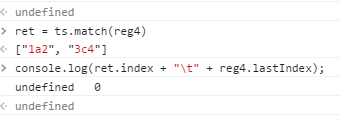 undefined
> ret = ts.match(reg4)
["1a2", "3c4"]
> console.log(ret.index + "\t" + reg4.lastIndex);
undefined 0
undefined